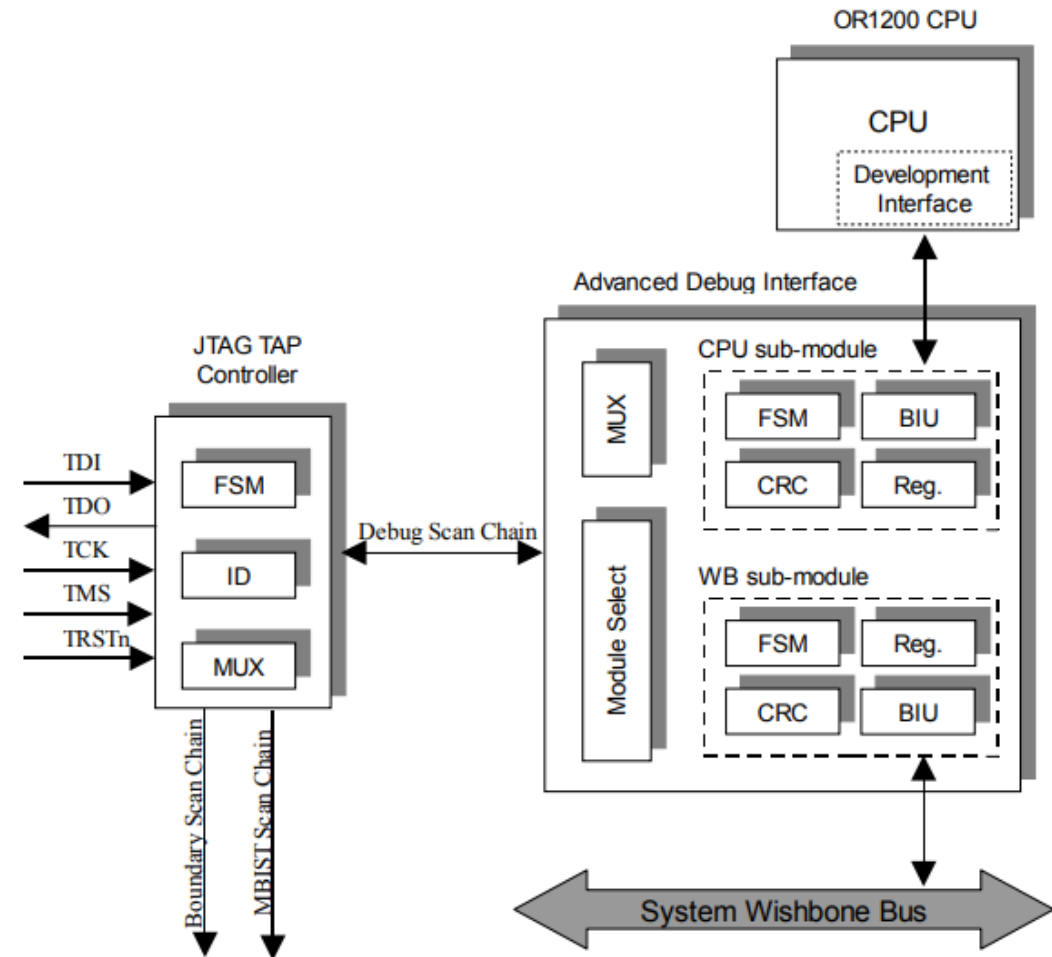 OR1200 CPU
CPU
Development
Interface
Advanced Debug Interface
JTAG TAP
Controller
TDI
TDO
TCK
TMS
TRSTn
FSM
ID
MUX
Debug Scan Chain
MUX
Module Select
CPU sub-module
FSM
BIU
CRC
Reg.
WB sub-module
FSM
Reg.
CRC
BIU
Boundary Scan Chain
MBIST Scan Chain
System Wishbone Bus